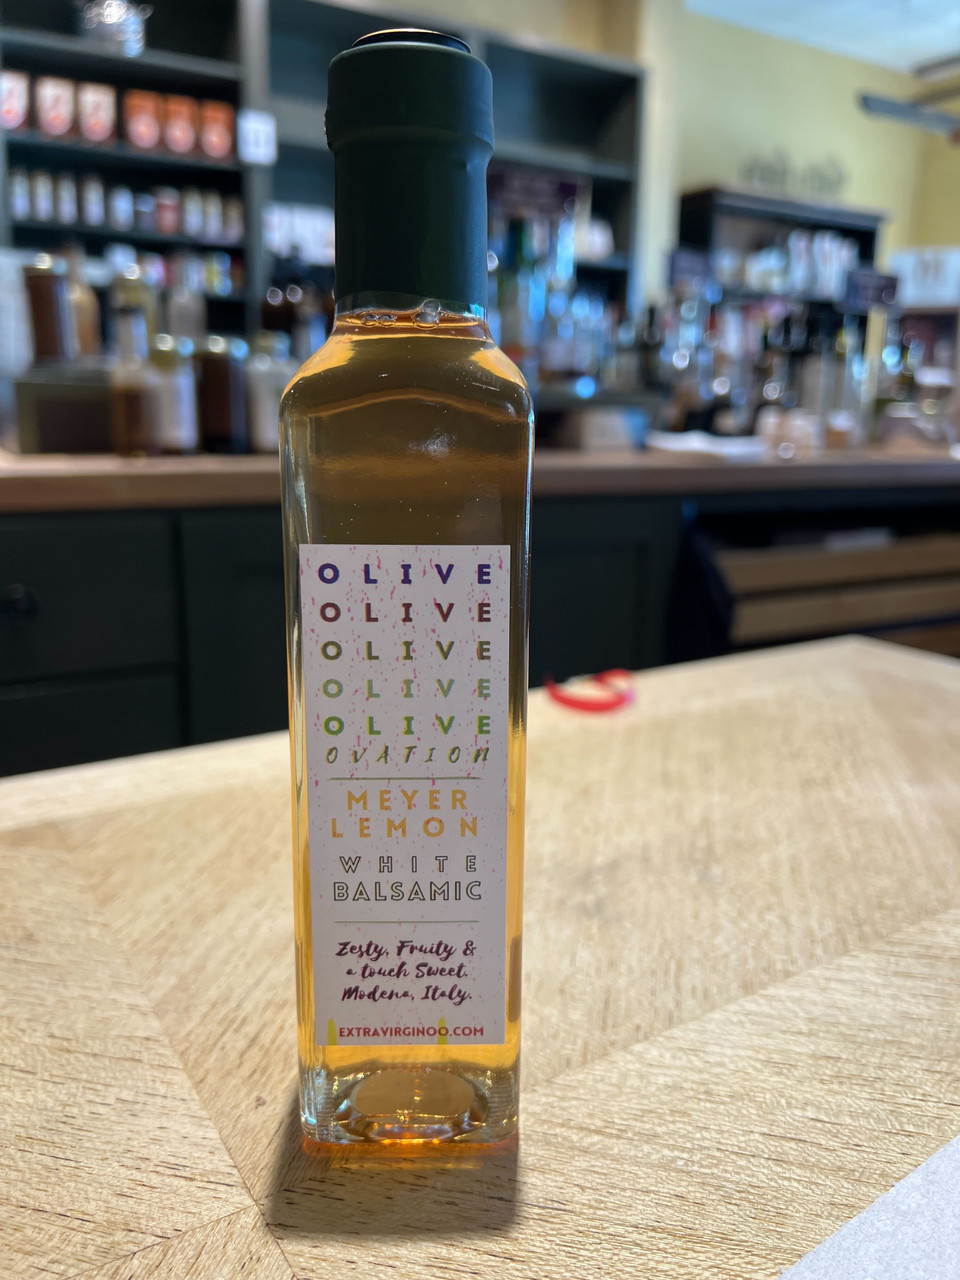 OLIVE
OLIVE
OLIVE
OLIVE
OLIVE
OVATION
MEYER
LEMON
WHITE
BALSAMIC
Zesty, Fruity &
a touch Sweet.
Modena, Italy.
EXTRAVIRGINOO.COM